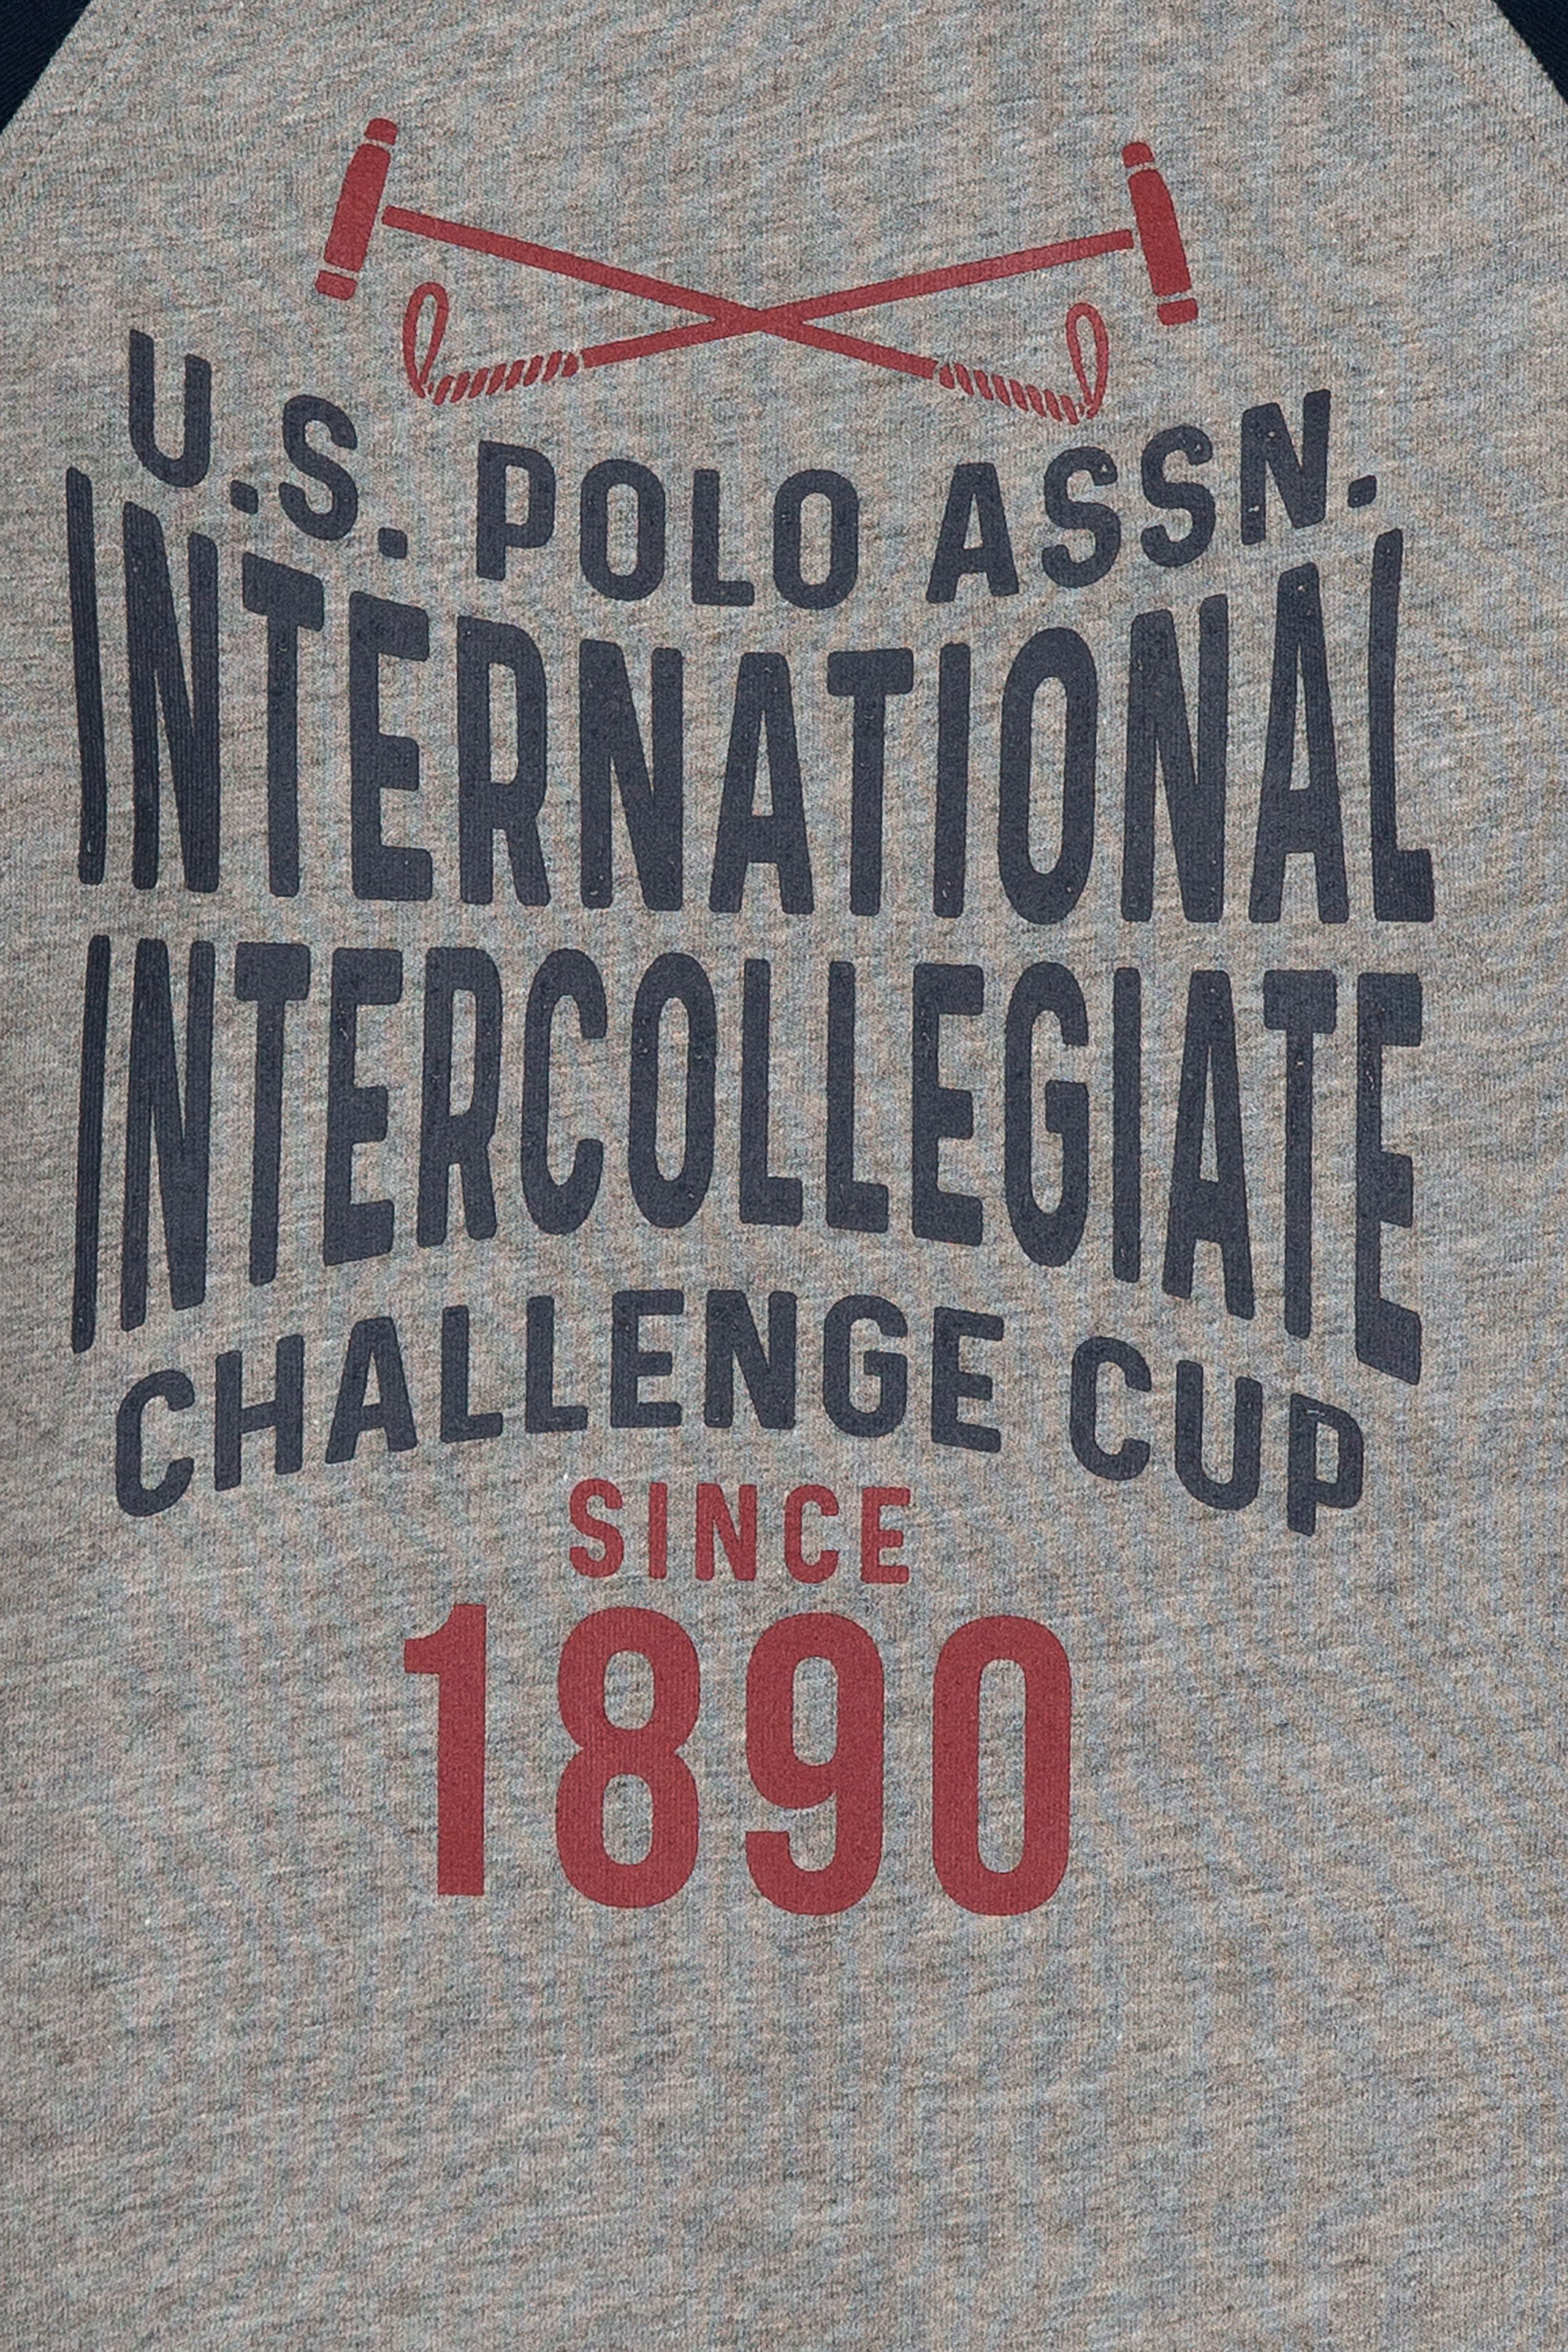 U.S. POLO ASSN.
INTERNATIONAL
INTERCOLLEGIATE
CHALLENGE CUP
SINCE
1890